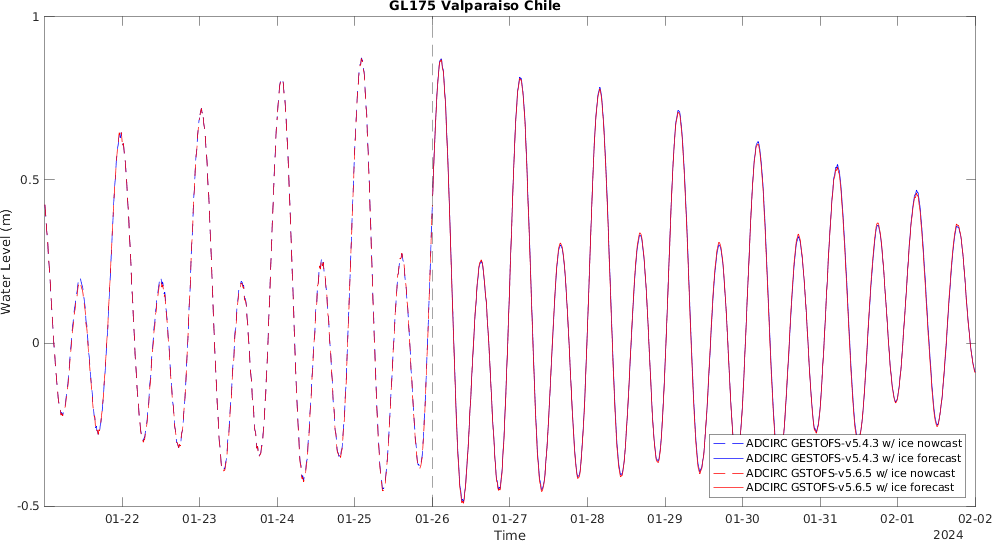 GL175 Valparaiso Chile
1
0.5
0
-0.5
Water Level (m)
ADCIRC GESTOFS-v5.4.3 w/ ice nowcast
ADCIRC GESTOFS-v5.4.3 w/ ice forecast
ADCIRC GSTOFS-v5.6.5 w/ ice nowcast
ADCIRC GSTOFS-v5.6.5 w/ ice forecast
01-22 01-23 01-24 01-25 01-26 01-27 01-28 01-29 01-30 01-31 02-01 02-02
Time
2024